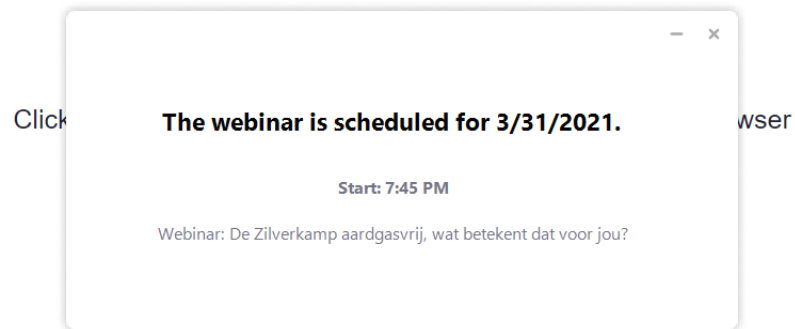 The webinar is scheduled for 3/31/2021.
Click
Start: 7:45 PM
Webinar: De Zilverkamp aardgasvrij, wat betekent dat voor jou?